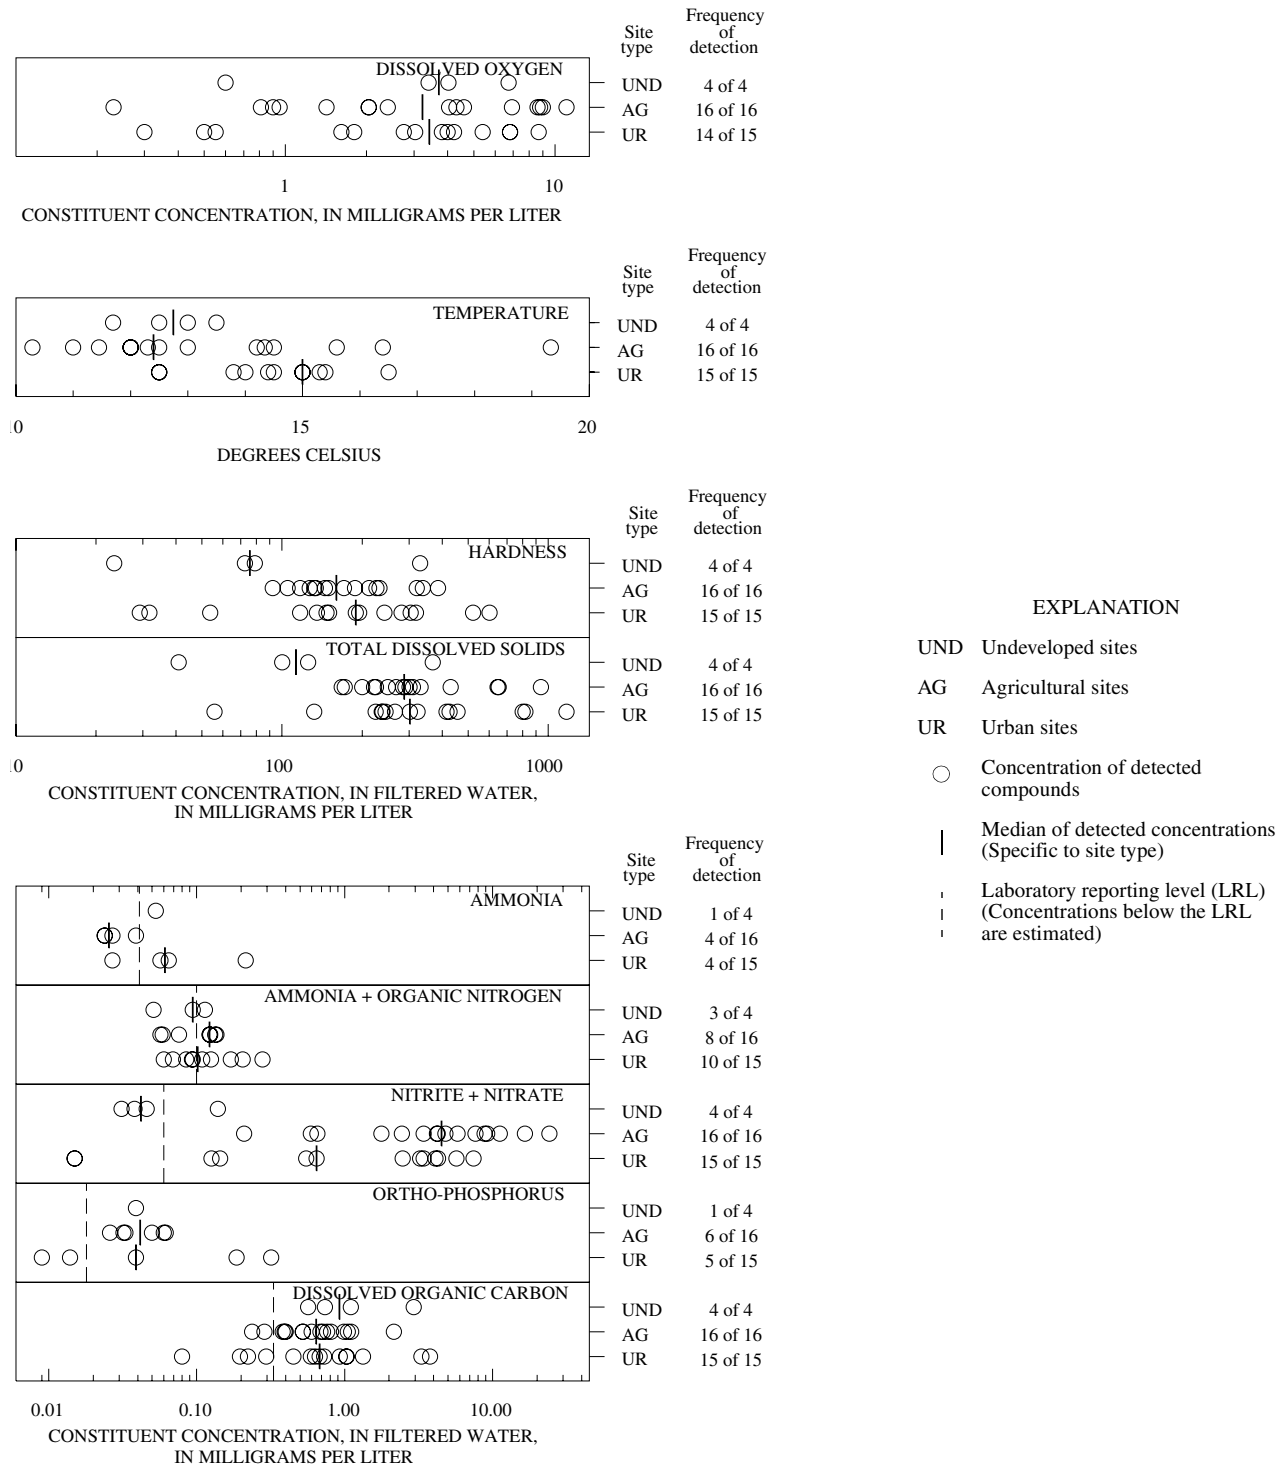 Site type
Frequency of detection
DISSOLVED OXYGEN
UND 4 of 4
AG 16 of 16
UR 14 of 15
1 10
CONSTITUENT CONCENTRATION, IN MILLIGRAMS PER LITER
Site type
Frequency of detection
TEMPERATURE
UND 4 of 4
AG 16 of 16
UR 15 of 15
10 15 20
DEGREES CELSIUS
Site type
Frequency of detection
HARDNESS
UND 4 of 4
AG 16 of 16
UR 15 of 15
TOTAL DISSOLVED SOLIDS
UND 4 of 4
AG 16 of 16
UR 15 of 15
10 100 1000
CONSTITUENT CONCENTRATION, IN FILTERED WATER,
IN MILLIGRAMS PER LITER
Site type
Frequency of detection
AMMONIA
UND 1 of 4
AG 4 of 16
UR 4 of 15
AMMONIA + ORGANIC NITROGEN
UND 3 of 4
AG 8 of 16
UR 10 of 15
NITRITE + NITRATE
UND 4 of 4
AG 16 of 16
UR 15 of 15
ORTHO-PHOSPHORUS
UND 1 of 4
AG 6 of 16
UR 5 of 15
DISSOLVED ORGANIC CARBON
UND 4 of 4
AG 16 of 16
UR 15 of 15
0.01 0.10 1.00 10.00
CONSTITUENT CONCENTRATION, IN FILTERED WATER,
IN MILLIGRAMS PER LITER
EXPLANATION
UND Undeveloped sites
AG Agricultural sites
UR Urban sites
Concentration of detected
compounds
Median of detected concentrations
(Specific to site type)
Laboratory reporting level (LRL)
(Concentrations below the LRL
are estimated)